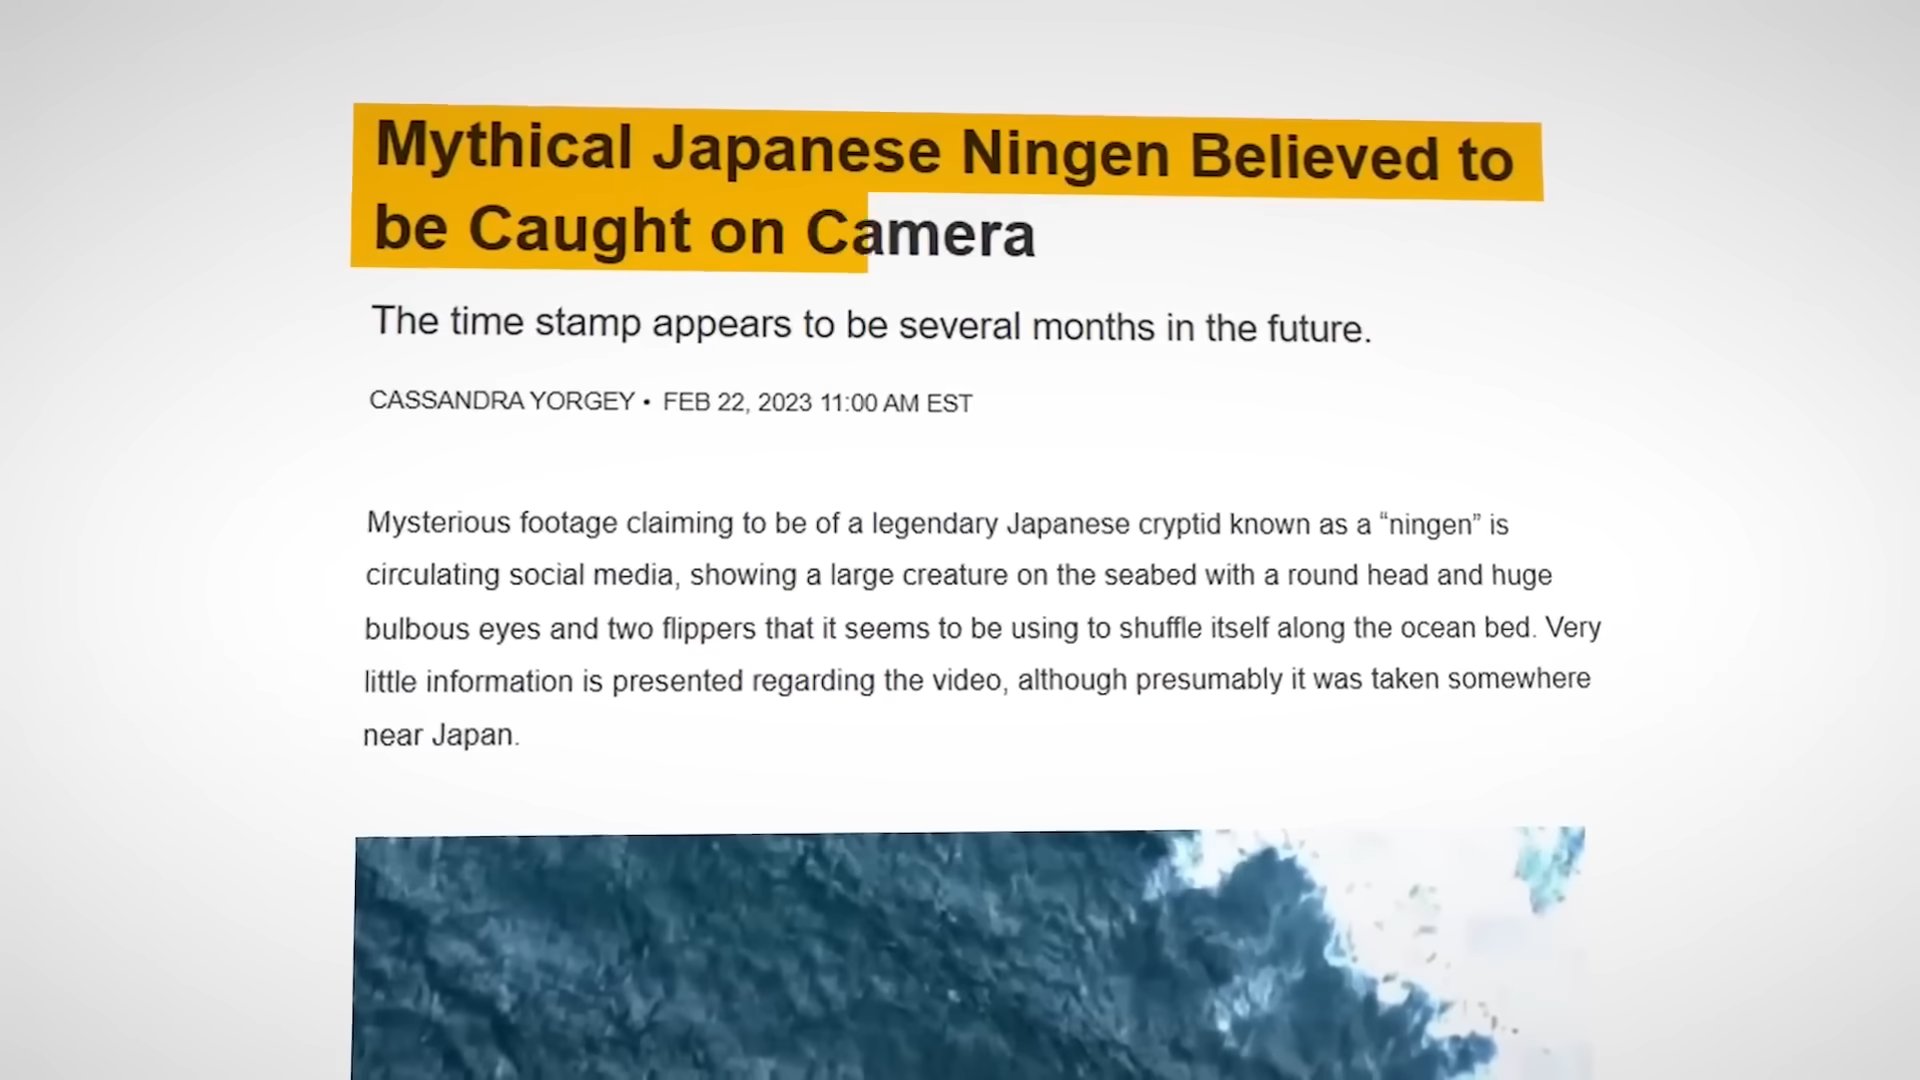 Mythical Japanese Ningen Believed to
be Caught on Camera
The time stamp appears to be several months in the future.
CASSANDRA YORGEY • FEB 22, 2023 11:00 AM EST
Mysterious footage claiming to be of a legendary Japanese cryptid known as a “ningen” is
circulating social media, showing a large creature on the seabed with a round head and huge
bulbous eyes and two flippers that it seems to be using to shuffle itself along the ocean bed. Very
little information is presented regarding the video, although presumably it was taken somewhere
near Japan.